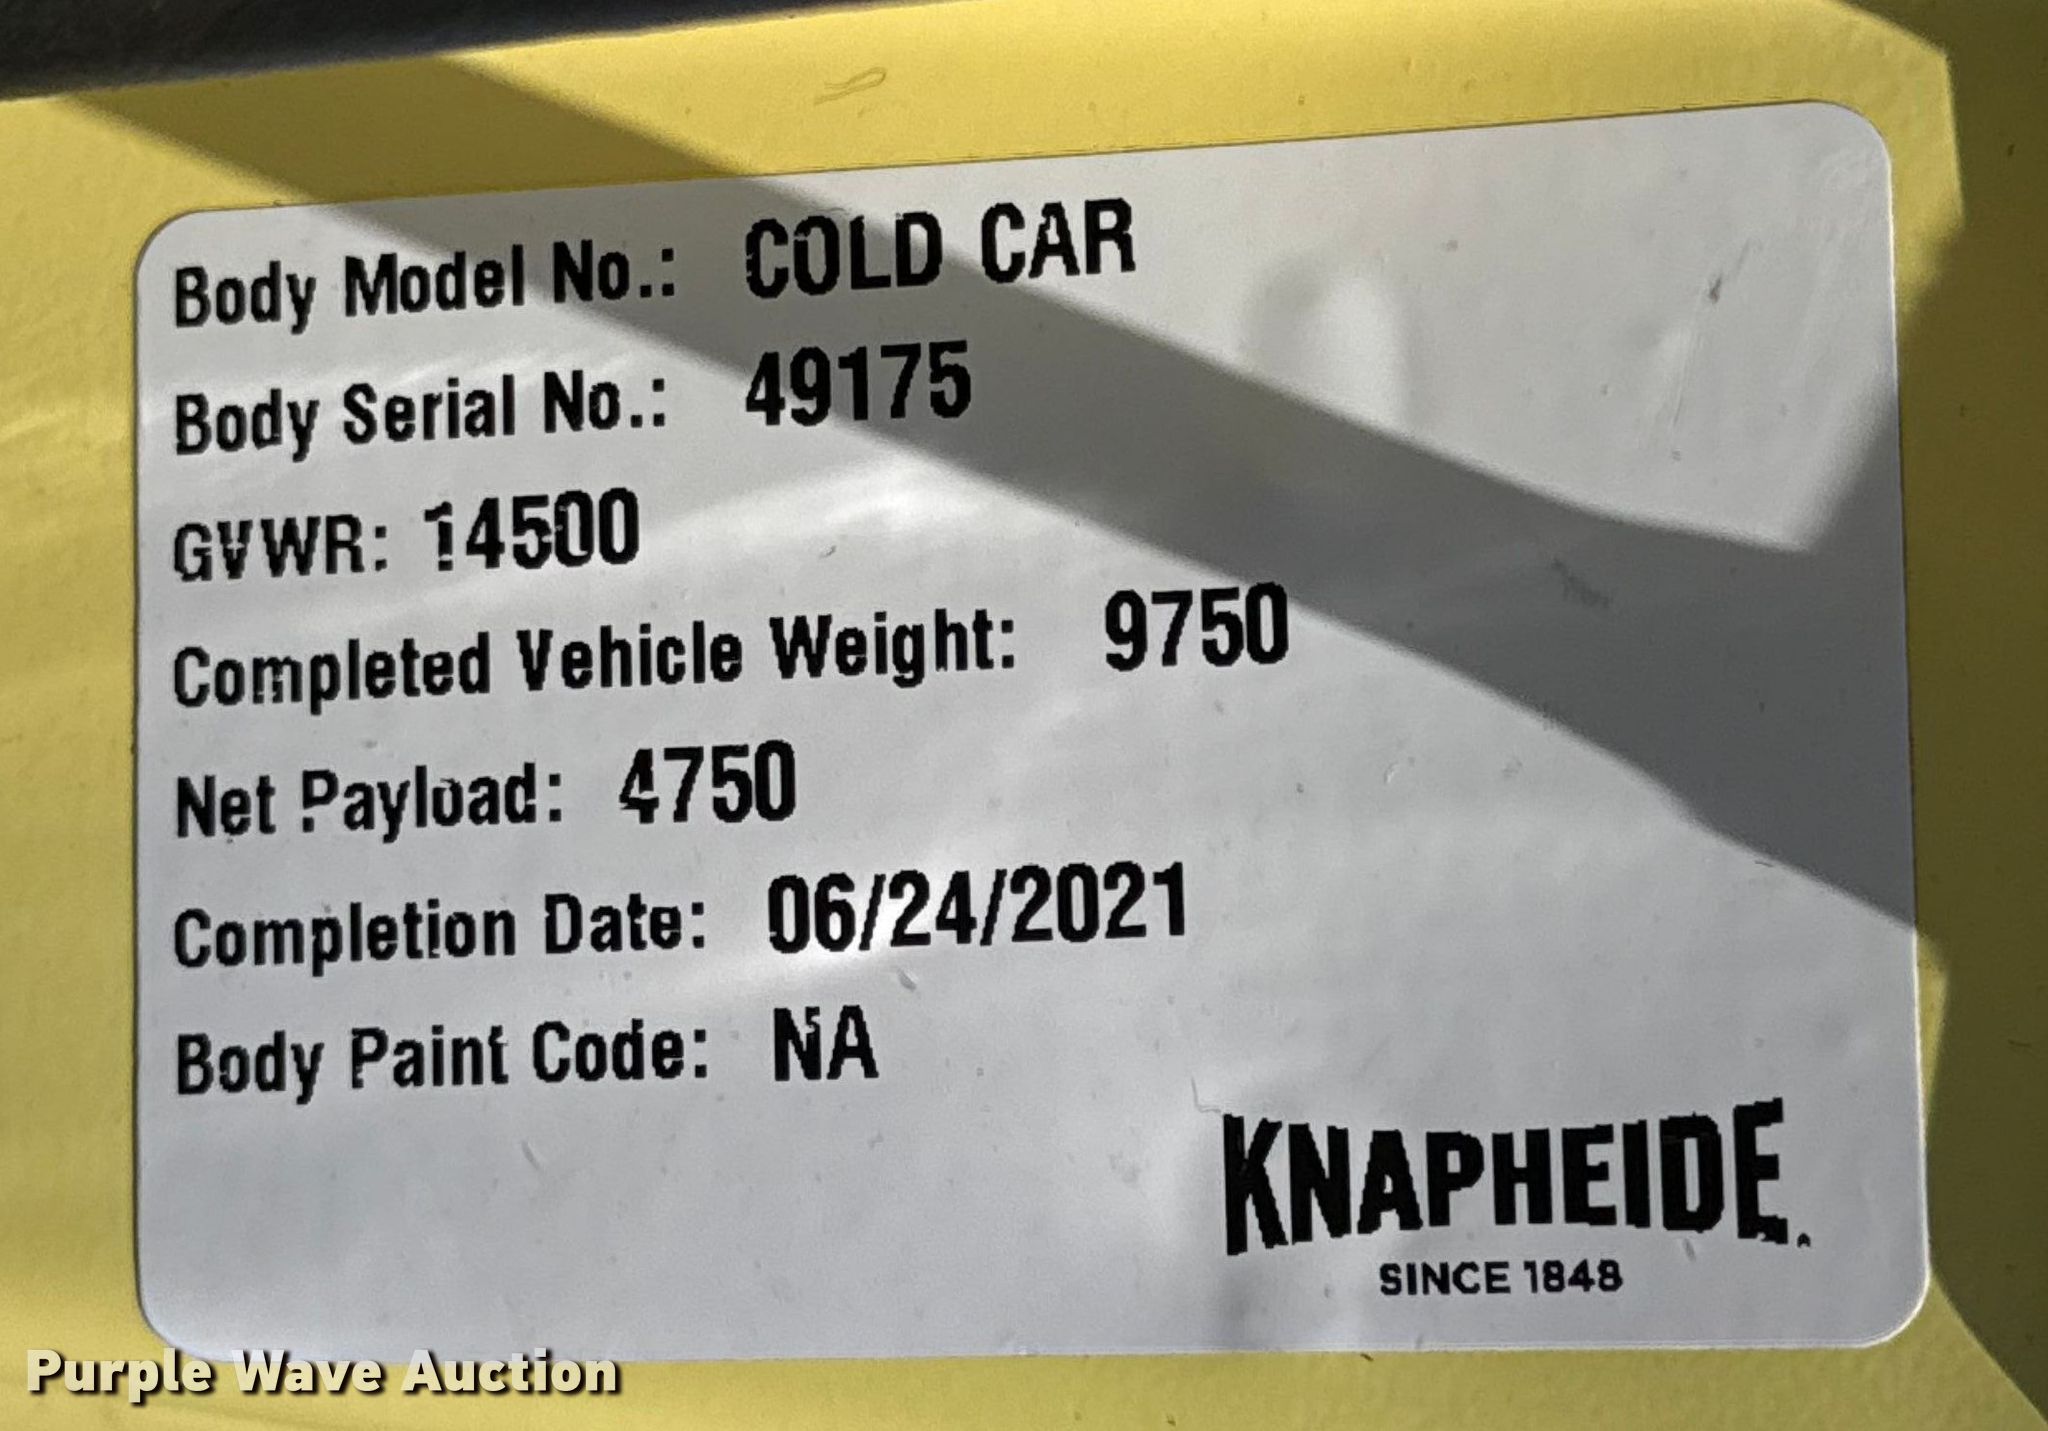 Body Model No.: COLD CAR
Body Serial No.: 49175
GVWR: 14500
Completed Vehicle Weight: 9750
Net Payload: 4750
Completion Date: 06/24/2021
Body Paint Code: NA
KNAPHEIDE
SINCE 1848
Purple Wave Auction